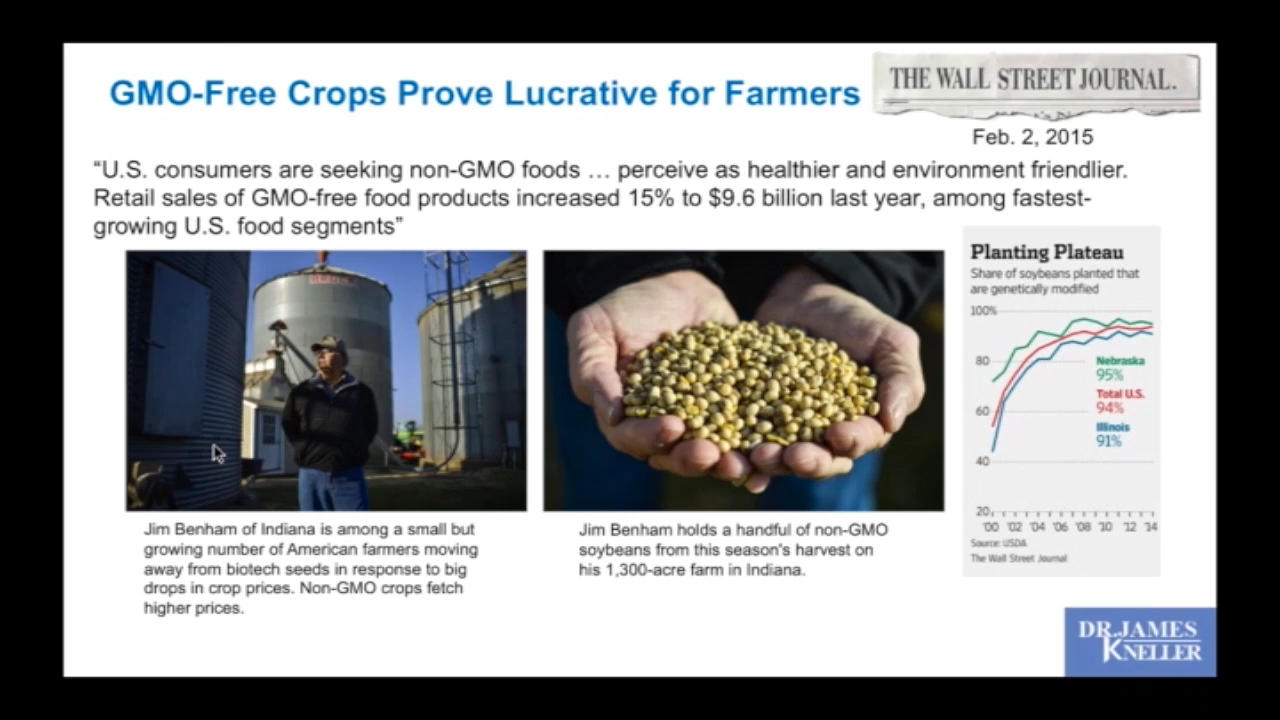 GMO-Free Crops Prove Lucrative for Farmers
THE WALL STREET JOURNAL.
Feb. 2, 2015
“U.S. consumers are seeking non-GMO foods … perceive as healthier and environment friendlier.
Retail sales of GMO-free food products increased 15% to $9.6 billion last year, among fastest-
growing U.S. food segments”
Jim Benham of Indiana is among a small but
growing number of American farmers moving
away from biotech seeds in response to big
drops in crop prices. Non-GMO crops fetch
higher prices.
Jim Benham holds a handful of non-GMO
soybeans from this season's harvest on
his 1,300-acre farm in Indiana.
Planting Plateau
Share of soybeans planted that
are genetically modified
100%
80
60
40
20
Nebraska
95%
Total U.S.
94%
Illinois
91%
'00 '02 '04 '06 '08 '10 '12 '14
Source: USDA
The Wall Street Journal
DR.JAMES
KNELLER